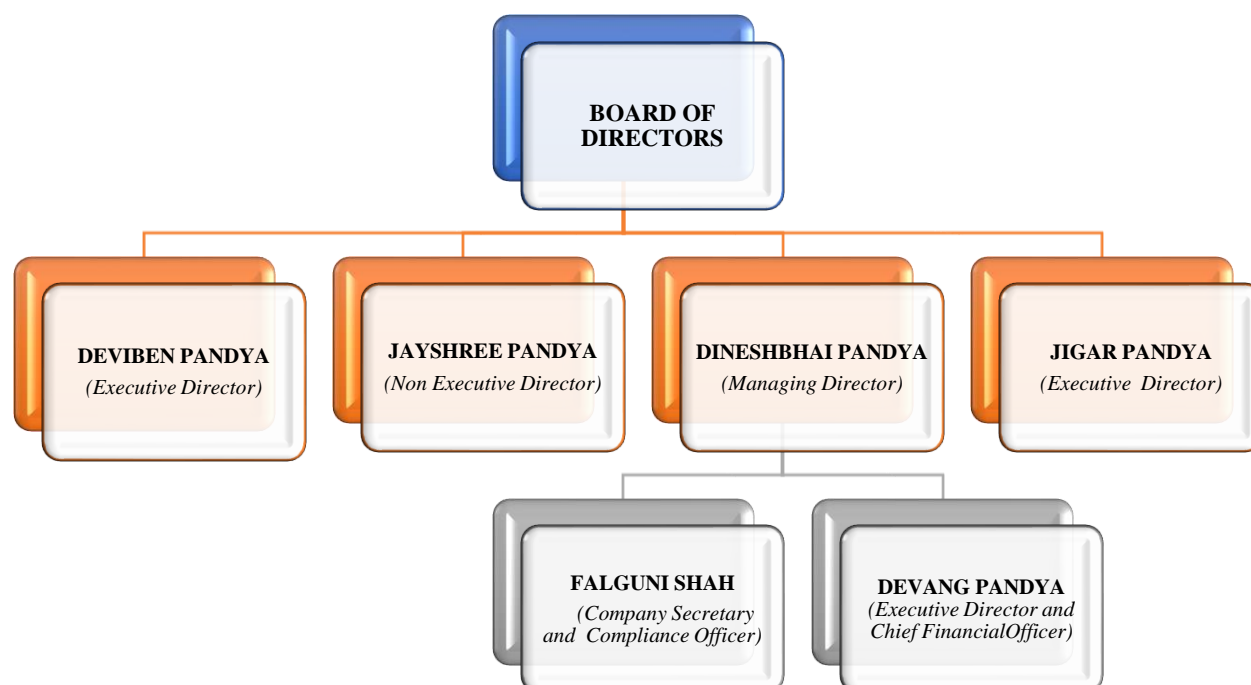 BOARD OF
DIRECTORS
DEVIBEN PANDYA
(Executive Director)
JAYSHREE PANDYA
(Non Executive Director)
DINESHBHAI PANDYA
(Managing Director)
JIGAR PANDYA
(Executive Director)
FALGUNI SHAH
(Company Secretary
and Compliance Officer)
DEVANG PANDYA
(Executive Director and
Chief FinancialOfficer)